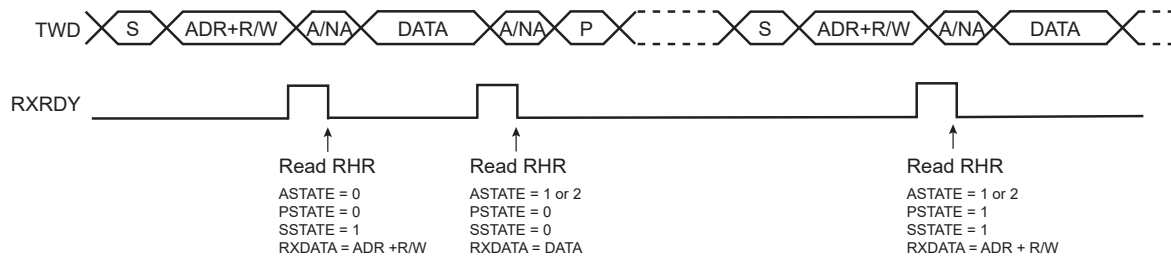 TWD S ADR+R/W A/NA DATA A/NA P S ADR+R/W A/NA DATA
RXRDY
Read RHR Read RHR Read RHR
ASTATE = 0 ASTATE = 1 or 2 ASTATE = 1 or 2
PSTATE = 0 PSTATE = 0 PSTATE = 1
SSTATE = 1 SSTATE = 0 SSTATE = 1
RXDATA = ADR +R/W RXDATA = DATA RXDATA = ADR + R/W